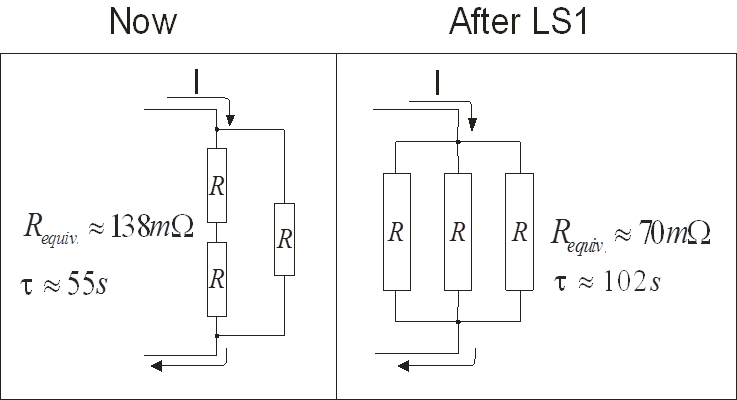 Now
After LS1
I
R
R
R
R_equiv. ≈ 138mΩ
τ ≈ 55s
I
R
R
R
R_equiv. ≈ 70mΩ
τ ≈ 102s